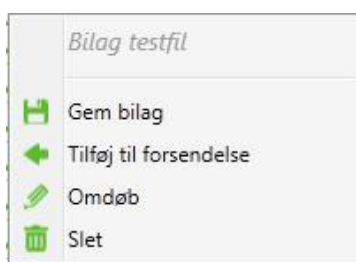 Bilag testfil
Gem bilag
Tilføj til forsendelse
Omdøb
Slet